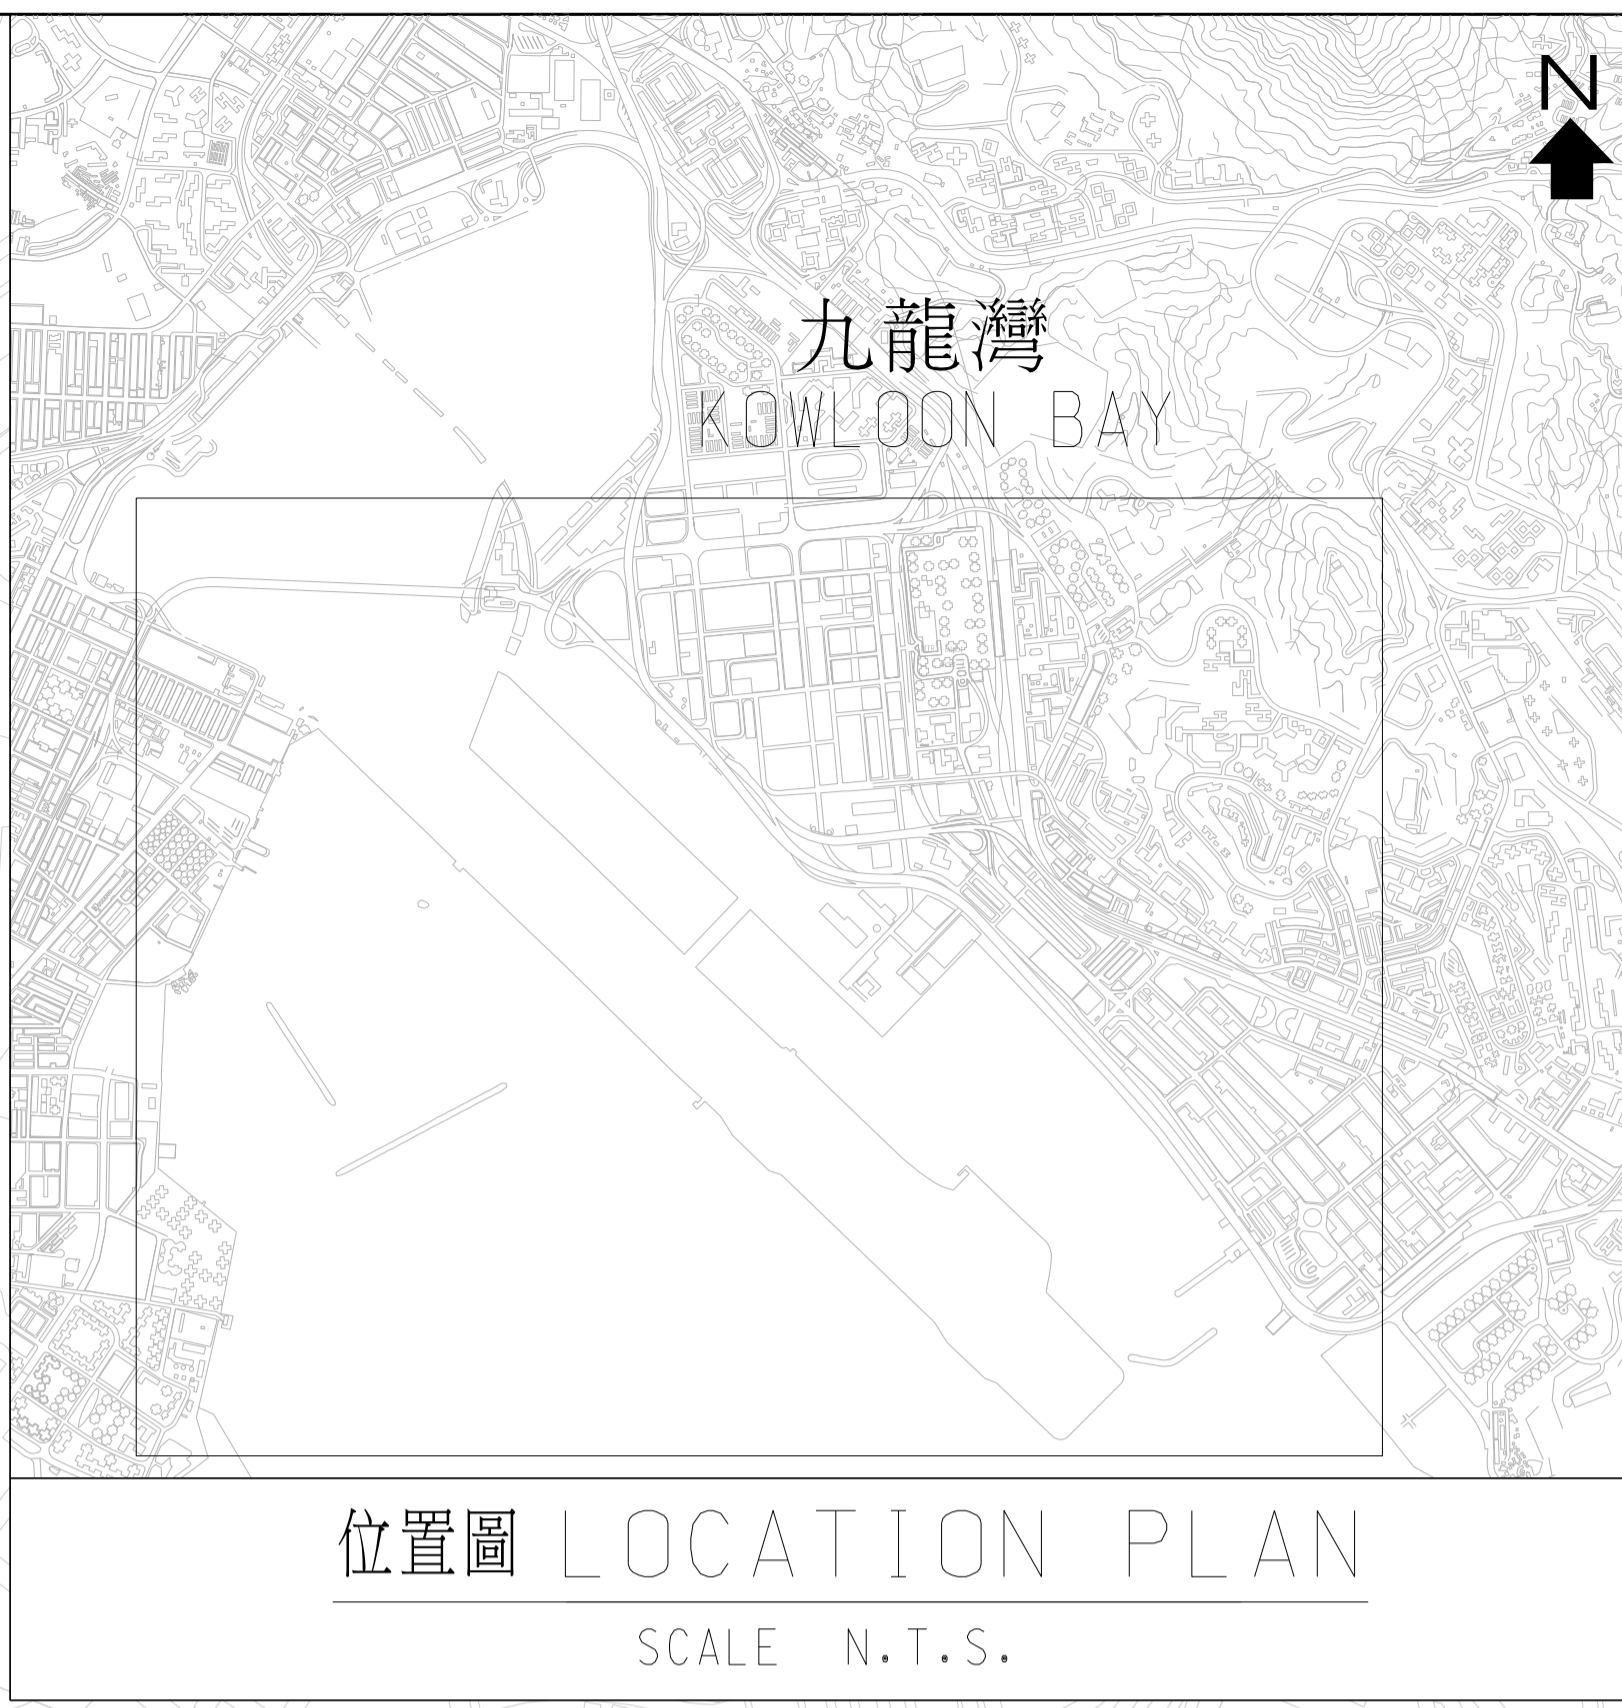 N
九龍灣
KOWLOON BAY
位置圖 LOCATION PLAN
SCALE N.T.S.